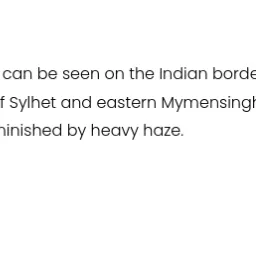 can be seen on the Indian borde
f Sylhet and eastern Mymensingh
ninished by heavy haze.